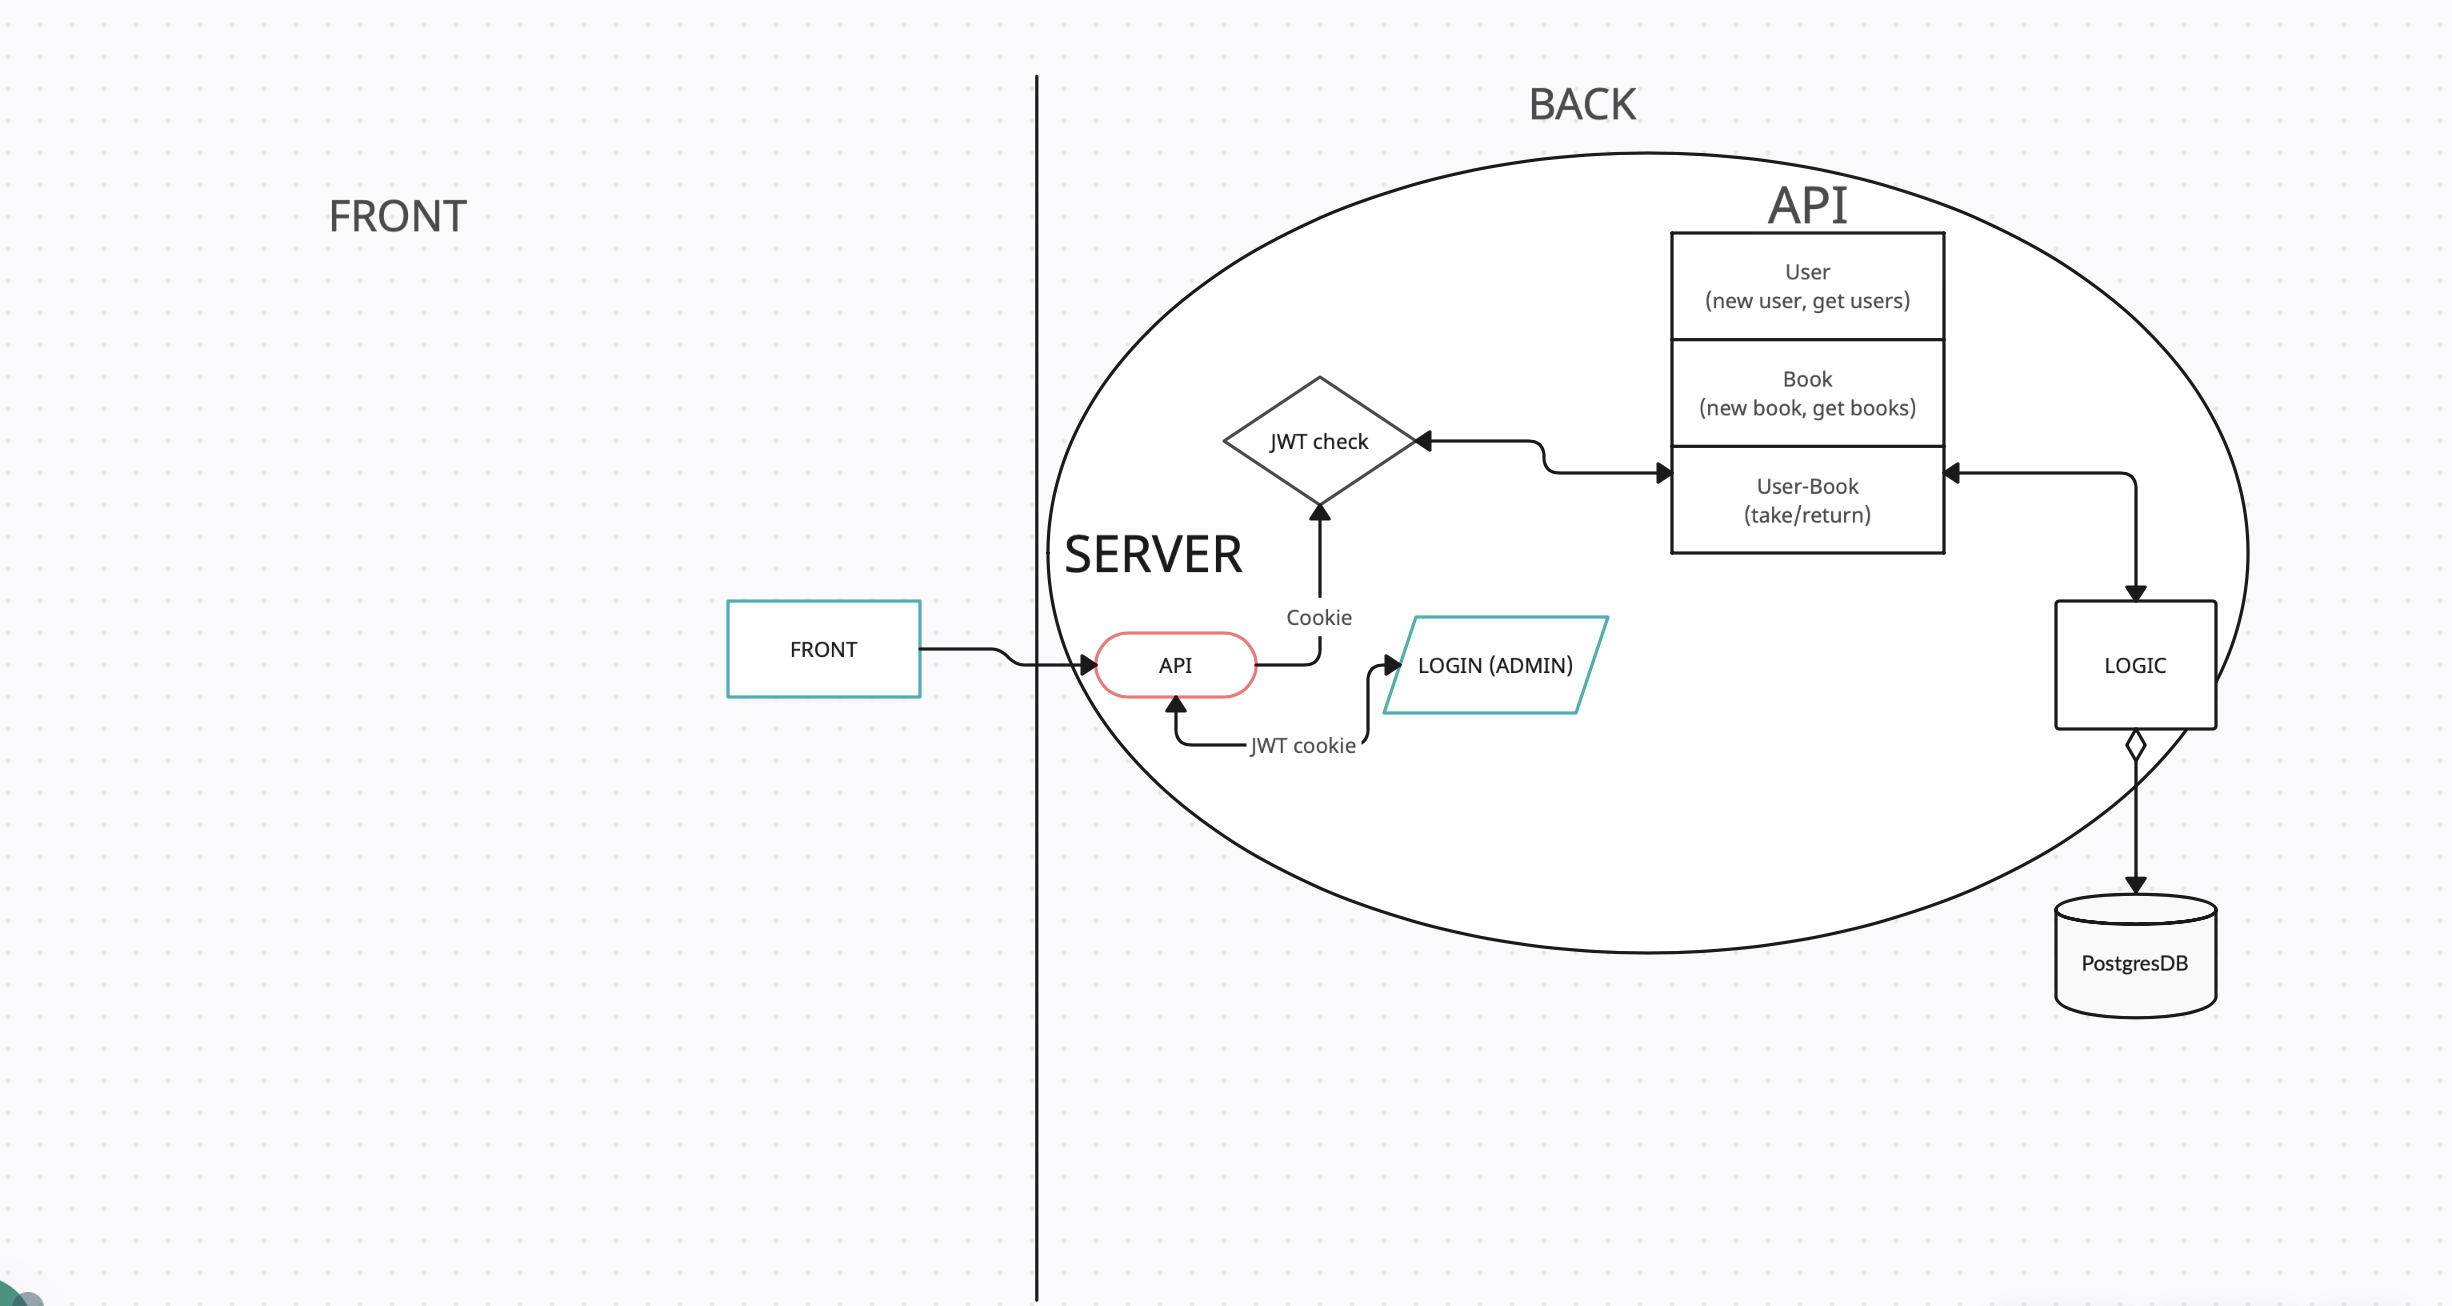 FRONT
BACK
API
User
(new user, get users)
Book
(new book, get books)
User-Book
(take/return)
JWT check
SERVER
Cookie
FRONT
API
LOGIN (ADMIN)
JWT cookie
LOGIC
PostgresDB